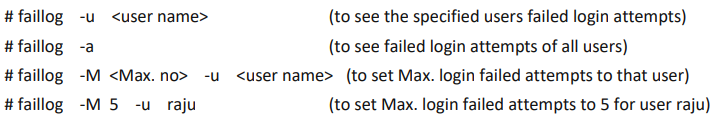 # faillog -u <user name> (to see the specified users failed login attempts)
# faillog -a (to see failed login attempts of all users)
# faillog -M <Max. no> -u <user name> (to set Max. login failed attempts to that user)
# faillog -M 5 -u raju (to set Max. login failed attempts to 5 for user raju)